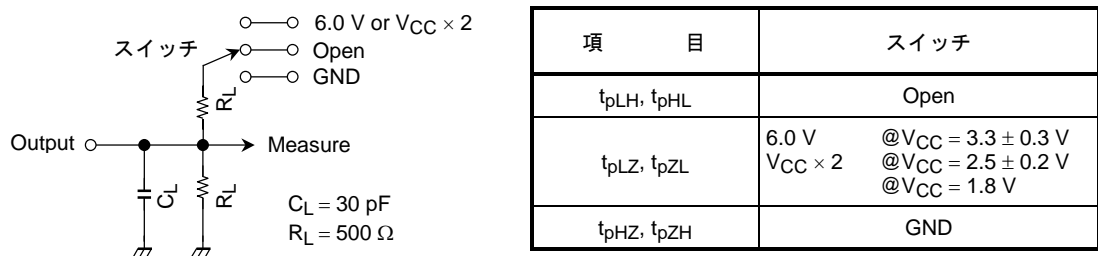 6.0 V or VCC × 2
スイッチ
Open
GND
RL
Output
Measure
CL
RL
CL = 30 pF
RL = 500 Ω
項 目
スイッチ
tpLH, tpHL
Open
tpLZ, tpZL
6.0 V @VCC = 3.3 ± 0.3 V
VCC × 2 @VCC = 2.5 ± 0.2 V
@VCC = 1.8 V
tpHZ, tpZH
GND